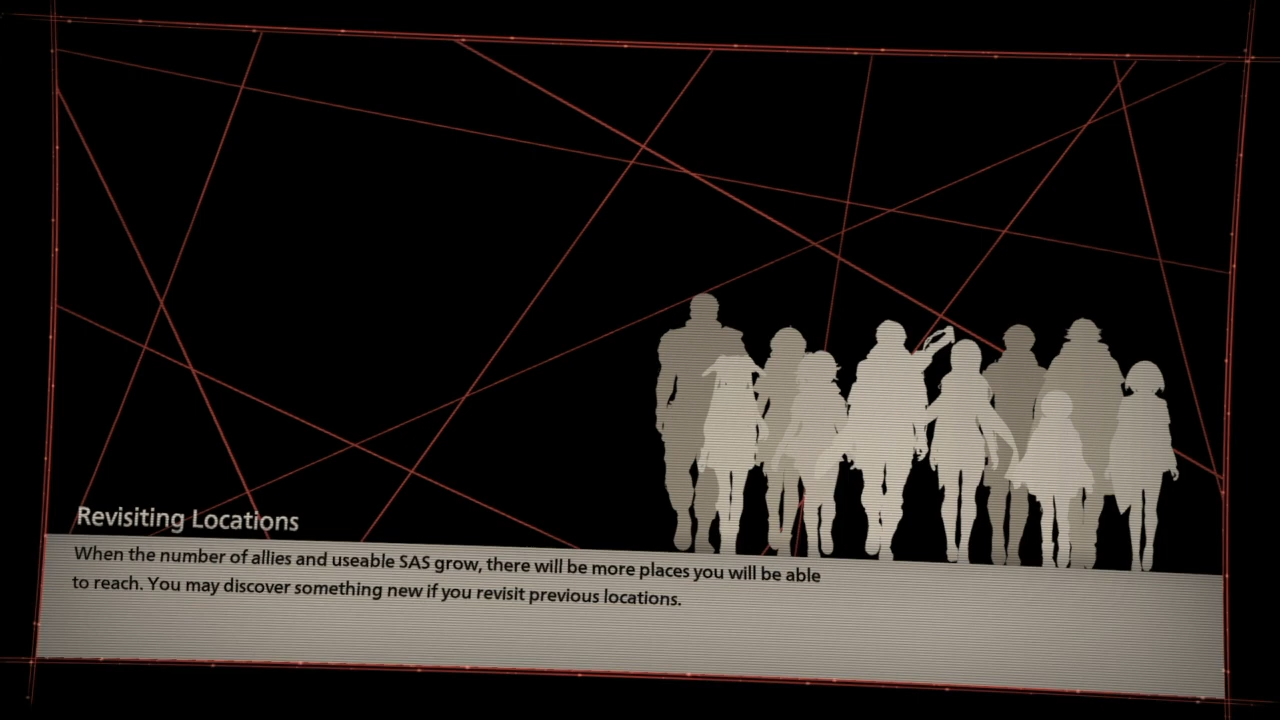 Revisiting Locations
When the number of allies and useable SAS grow, there will be more places you will be able
to reach. You may discover something new if you revisit previous locations.